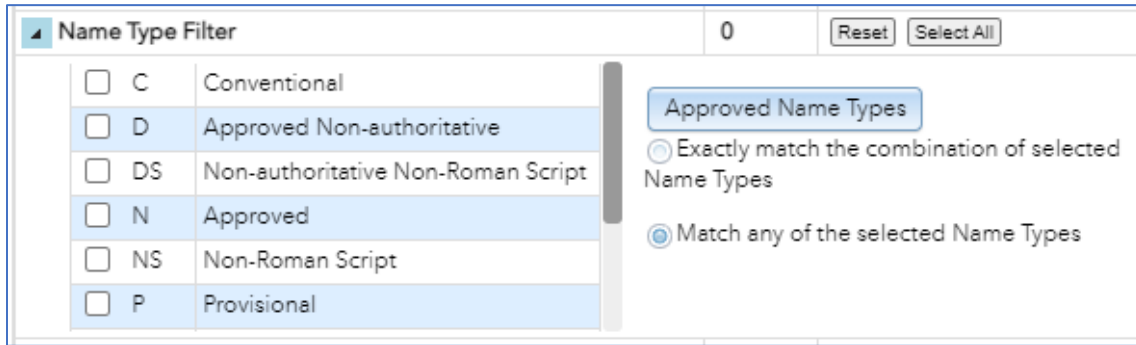 Name Type Filter 0 Reset Select All
C Conventional
D Approved Non-authoritative
DS Non-authoritative Non-Roman Script
N Approved
NS Non-Roman Script
P Provisional
Approved Name Types
Exactly match the combination of selected
Name Types
Match any of the selected Name Types